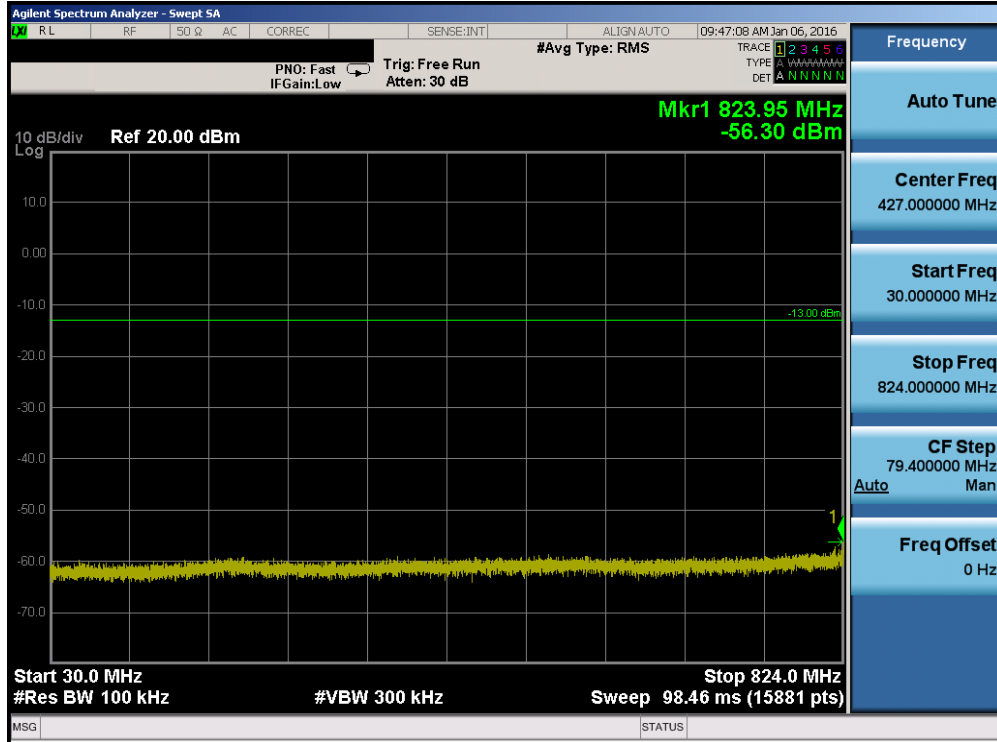 Agilent Spectrum Analyzer - Swept SA
LXI RL RF 50 Ω AC CORREC SENSE:INT ALIGNAUTO 09:47:08 AM Jan 06, 2016
#Avg Type: RMS TRACE 1 2 3 4 5 6
PNO: Fast Trig: Free Run TYPE A WWWWW
IFGain:Low Atten: 30 dB DET A N N N N N
Mkr1 823.95 MHz
10 dB/div Ref 20.00 dBm -56.30 dBm
Log
10.0
0.00
-10.0
-13.00 dBm
-20.0
-30.0
-40.0
-50.0
1
-60.0
-70.0
Start 30.0 MHz Stop 824.0 MHz
#Res BW 100 kHz #VBW 300 kHz Sweep 98.46 ms (15881 pts)
MSG STATUS
Frequency
Auto Tune
Center Freq
427.000000 MHz
Start Freq
30.000000 MHz
Stop Freq
824.000000 MHz
CF Step
79.400000 MHz
Auto Man
Freq Offset
0 Hz